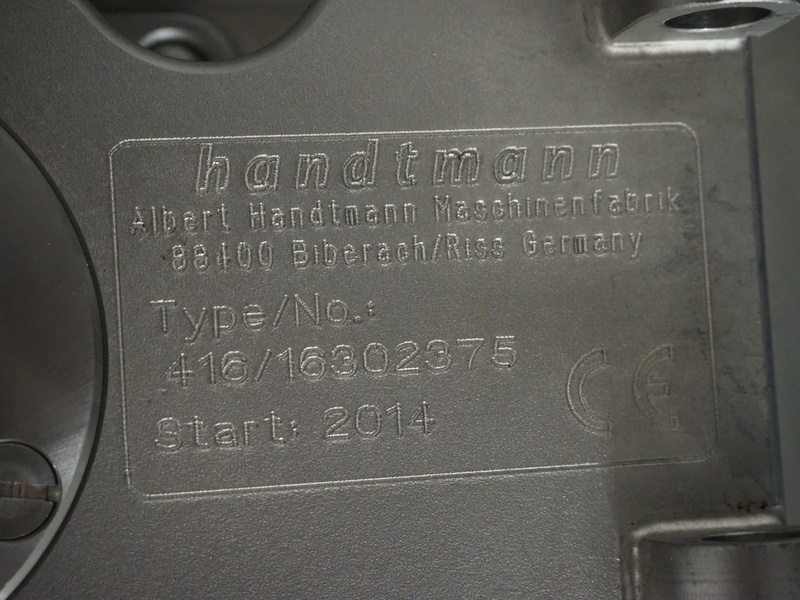 handtmann
Albert Handtmann Maschinenfabrik
88400 Biberach/Riss Germany
Type/No.:
416/16302375
Start: 2014
CE